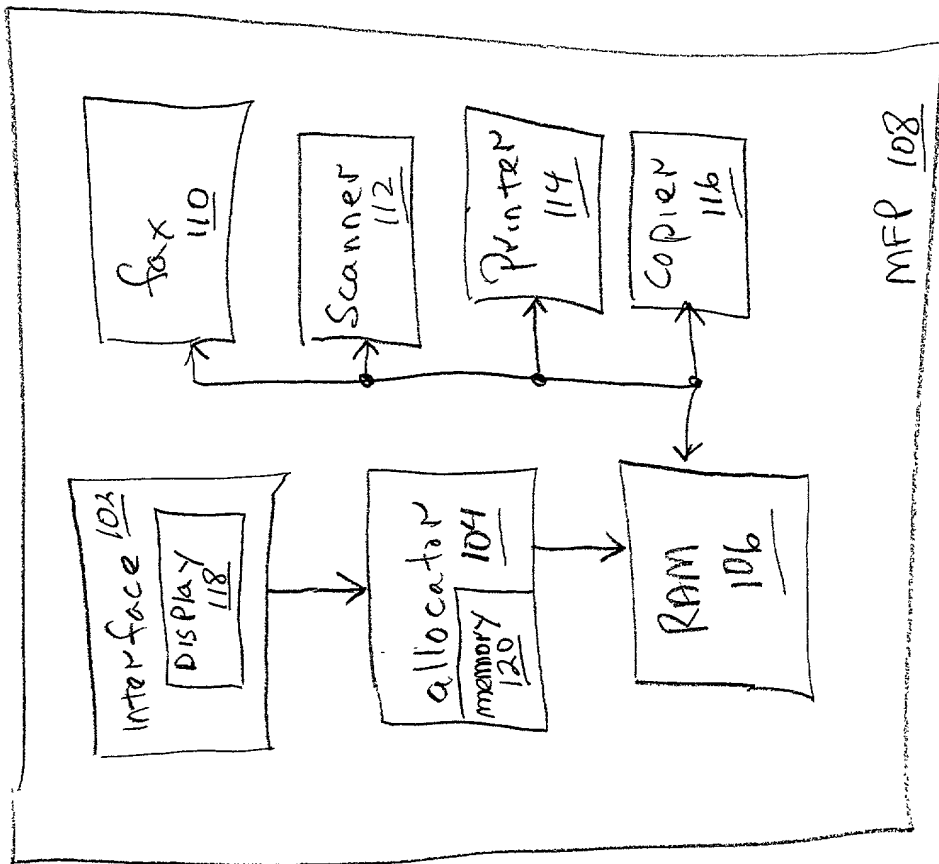 Interface 102
DISPlay
118
allocator
104
memory
120
RAM
106
fax
110
Scanner
112
Printer
114
copier
116
MFP 108